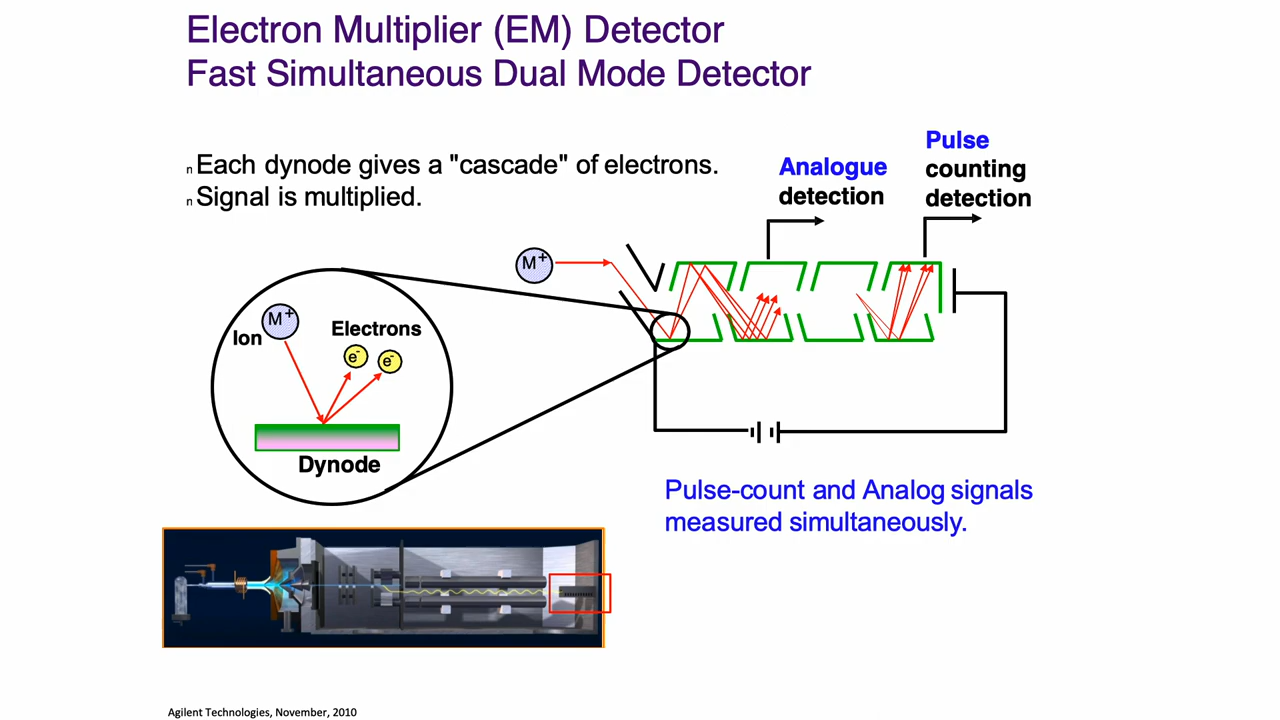 Electron Multiplier (EM) Detector
Fast Simultaneous Dual Mode Detector
n Each dynode gives a "cascade" of electrons.
n Signal is multiplied.
Analogue
detection
Pulse
counting
detection
M+
M+
Ion
Electrons
e-
e-
Dynode
Pulse-count and Analog signals
measured simultaneously.
Agilent Technologies, November, 2010